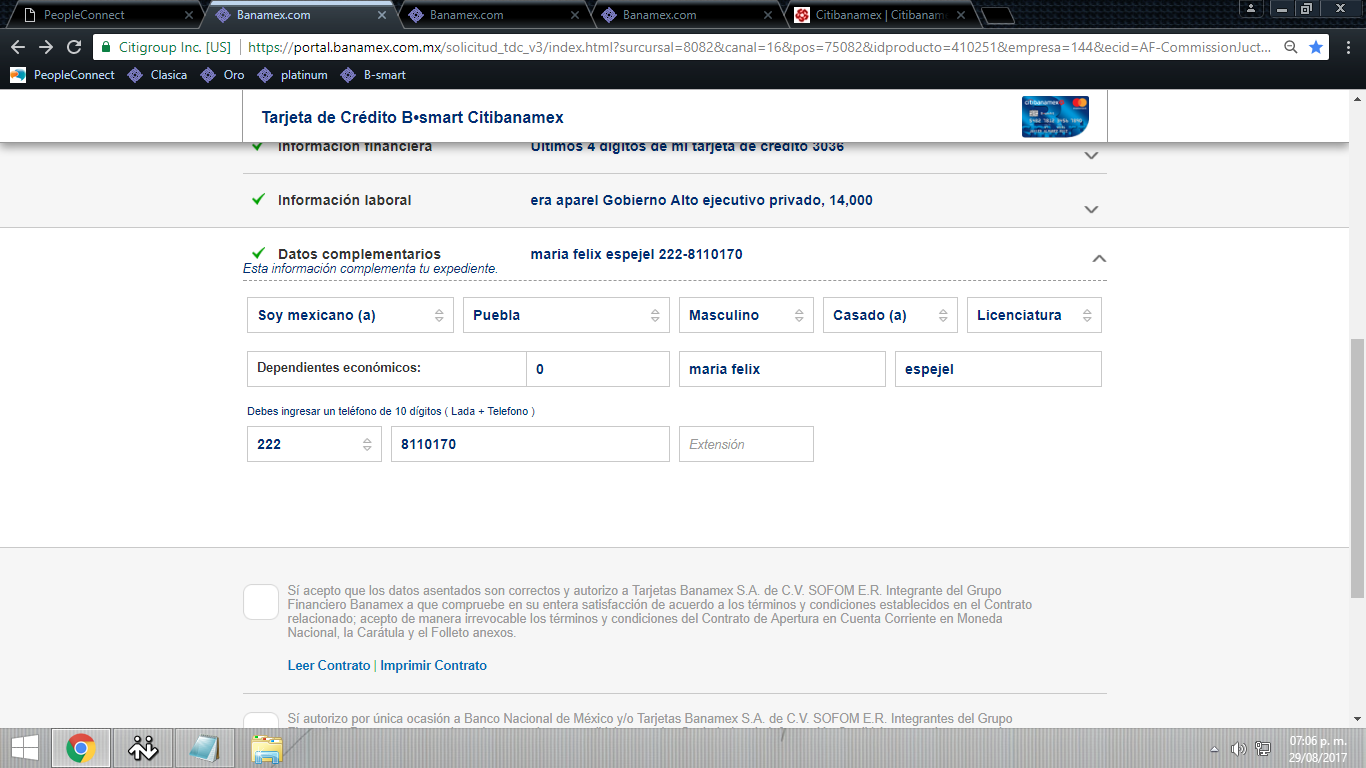 PeopleConnect
Banamex.com
Banamex.com
Banamex.com
Citibanamex | Citibanam
Citigroup Inc. [US]
https://portal.banamex.com.mx/solicitud_tdc_v3/index.html?surcursal=8082&canal=16&pos=75082&idproducto=410251&empresa=144&ecid=AF-CommissionJuct...
PeopleConnect Clasica Oro platinum B-smart
Tarjeta de Crédito B•smart Citibanamex
citibanamex
Información financiera Últimos 4 dígitos de mi tarjeta de crédito 3036
Información laboral era aparel Gobierno Alto ejecutivo privado, 14,000
Datos complementarios maria felix espejel 222-8110170
Esta información complementa tu expediente.
Soy mexicano (a) Puebla Masculino Casado (a) Licenciatura
Dependientes económicos: 0 maria felix espejel
Debes ingresar un teléfono de 10 dígitos ( Lada + Telefono )
222 8110170 Extensión
Sí acepto que los datos asentados son correctos y autorizo a Tarjetas Banamex S.A. de C.V. SOFOM E.R. Integrante del Grupo
Financiero Banamex a que compruebe en su entera satisfacción de acuerdo a los términos y condiciones establecidos en el Contrato
relacionado; acepto de manera irrevocable los términos y condiciones del Contrato de Apertura en Cuenta Corriente en Moneda
Nacional, la Carátula y el Folleto anexos.
Leer Contrato | Imprimir Contrato
Sí autorizo por única ocasión a Banco Nacional de México y/o Tarjetas Banamex S.A. de C.V. SOFOM E.R. Integrantes del Grupo
07:06 p. m.
29/08/2017